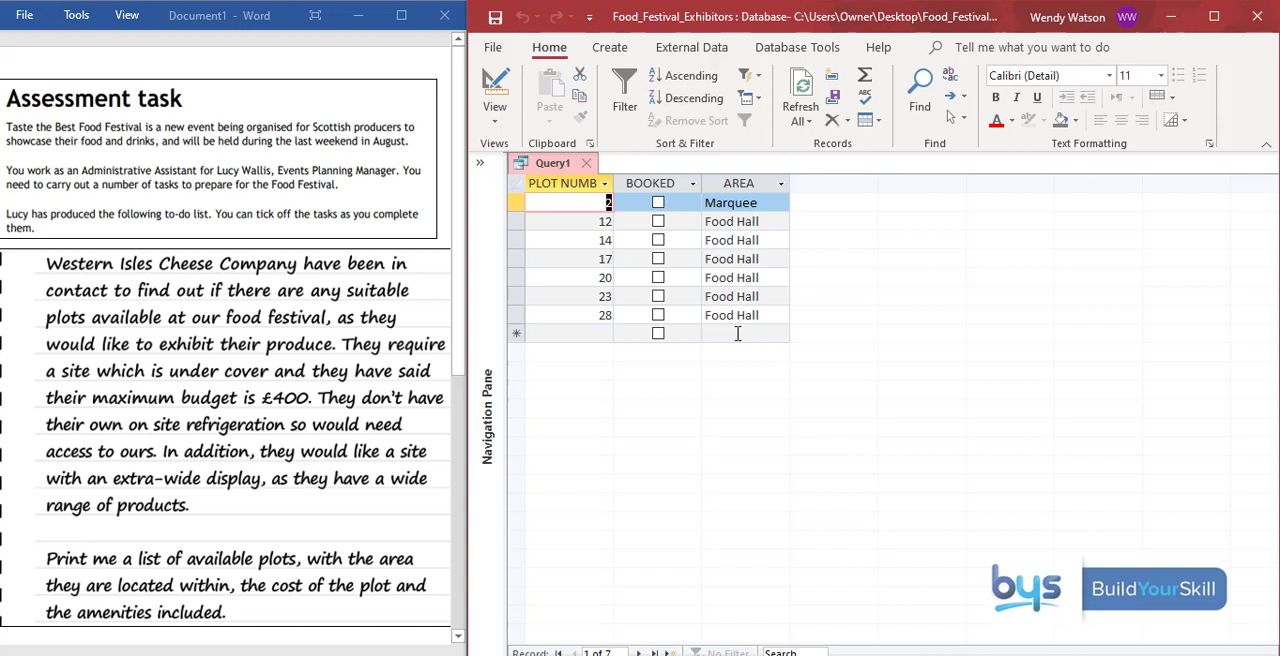 File Tools View Document1 - Word
Food_Festival_Exhibitors : Database- C:\Users\Owner\Desktop\Food_Festival... Wendy Watson WW
File Home Create External Data Database Tools Help Tell me what you want to do
View
Paste
Filter
Ascending
Descending
Remove Sort
Refresh
All
Find
Calibri (Detail) 11
B I U
Views Clipboard Sort & Filter Records Find Text Formatting
Assessment task
Taste the Best Food Festival is a new event being organised for Scottish producers to
showcase their food and drinks, and will be held during the last weekend in August.
You work as an Administrative Assistant for Lucy Wallis, Events Planning Manager. You
need to carry out a number of tasks to prepare for the Food Festival.
Lucy has produced the following to-do list. You can tick off the tasks as you complete
them.
Western Isles Cheese Company have been in
contact to find out if there are any suitable
plots available at our food festival, as they
would like to exhibit their produce. They require
a site which is under cover and they have said
their maximum budget is £400. They don't have
their own on site refrigeration so would need
access to ours. In addition, they would like a site
with an extra-wide display, as they have a wide
range of products.
Print me a list of available plots, with the area
they are located within, the cost of the plot and
the amenities included.
Navigation Pane
Query1
PLOT NUMB BOOKED AREA
2 Marquee
12 Food Hall
14 Food Hall
17 Food Hall
20 Food Hall
23 Food Hall
28 Food Hall
bys BuildYourSkill
Record: 1 of 7 No Filter Search